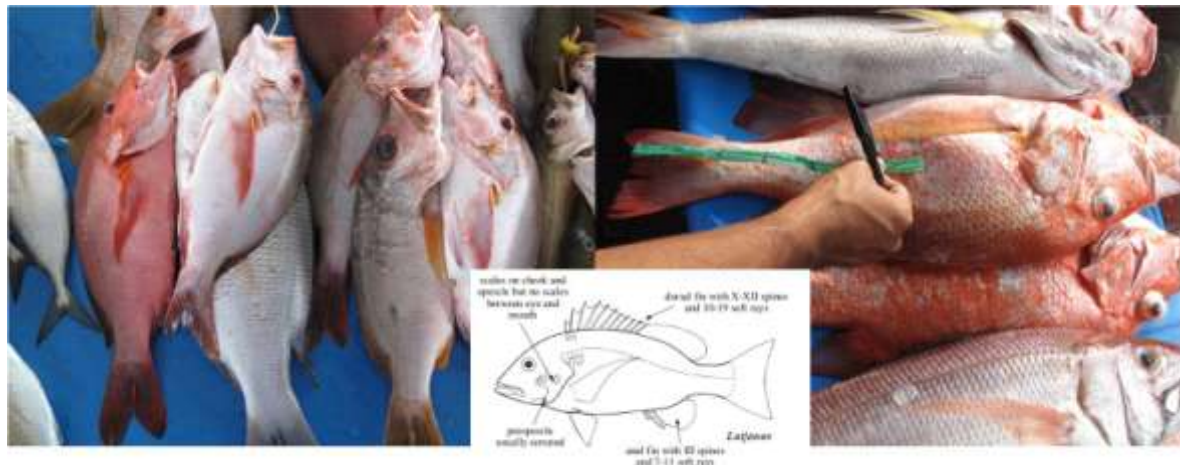 scales on cheek and
opercle but no scales
between eye and
mouth
dorsal fin with X-XII spines
and 10-19 soft rays
preopercle
usually serrated
Lutjanus
anal fin with III spines
and 7-11 soft rays